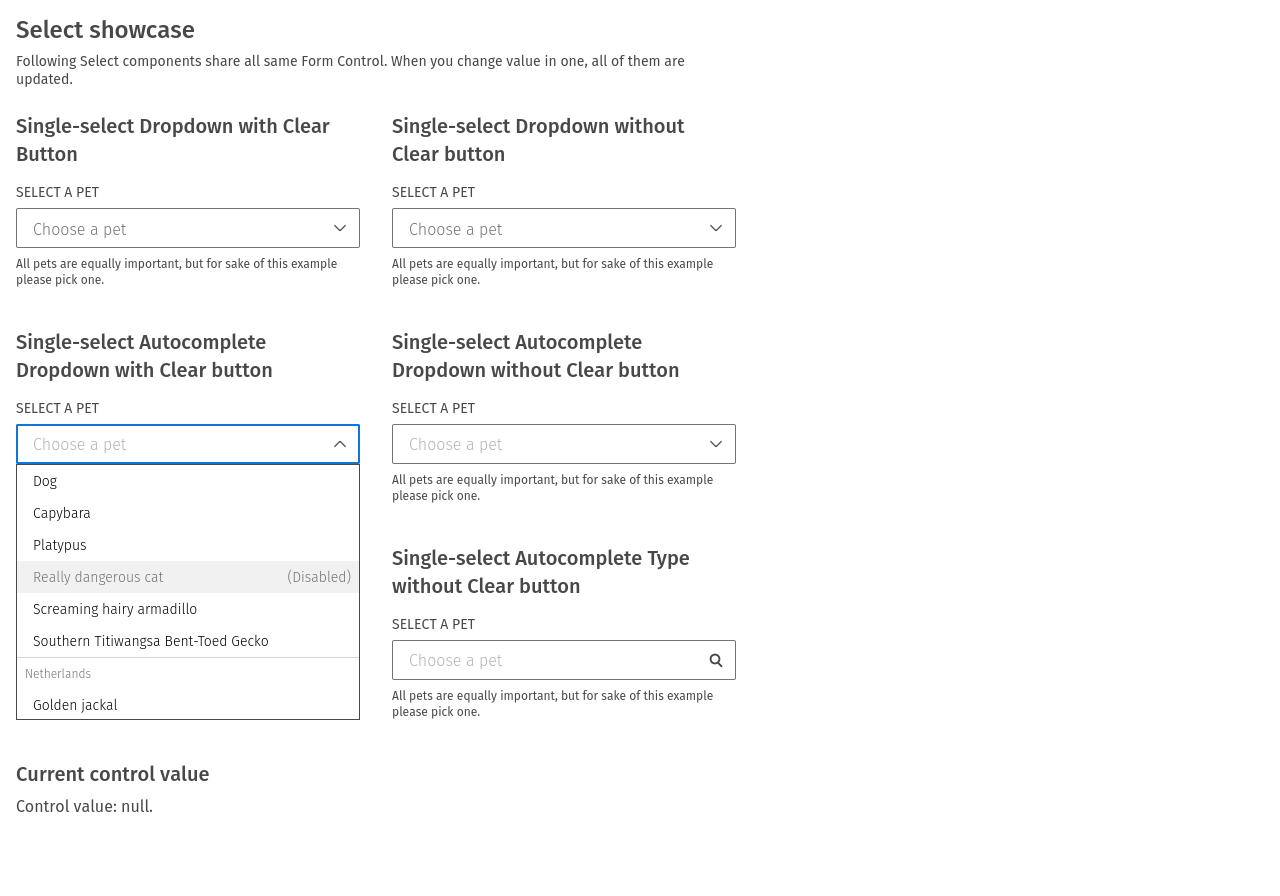 Select showcase
Following Select components share all same Form Control. When you change value in one, all of them are
updated.
Single-select Dropdown with Clear
Button
SELECT A PET
Choose a pet
All pets are equally important, but for sake of this example
please pick one.
Single-select Dropdown without
Clear button
SELECT A PET
Choose a pet
All pets are equally important, but for sake of this example
please pick one.
Single-select Autocomplete
Dropdown with Clear button
SELECT A PET
Choose a pet
Dog
Capybara
Platypus
Really dangerous cat (Disabled)
Screaming hairy armadillo
Southern Titiwangsa Bent-Toed Gecko
Netherlands
Golden jackal
Single-select Autocomplete
Dropdown without Clear button
SELECT A PET
Choose a pet
All pets are equally important, but for sake of this example
please pick one.
Single-select Autocomplete Type
without Clear button
SELECT A PET
Choose a pet
All pets are equally important, but for sake of this example
please pick one.
Current control value
Control value: null.